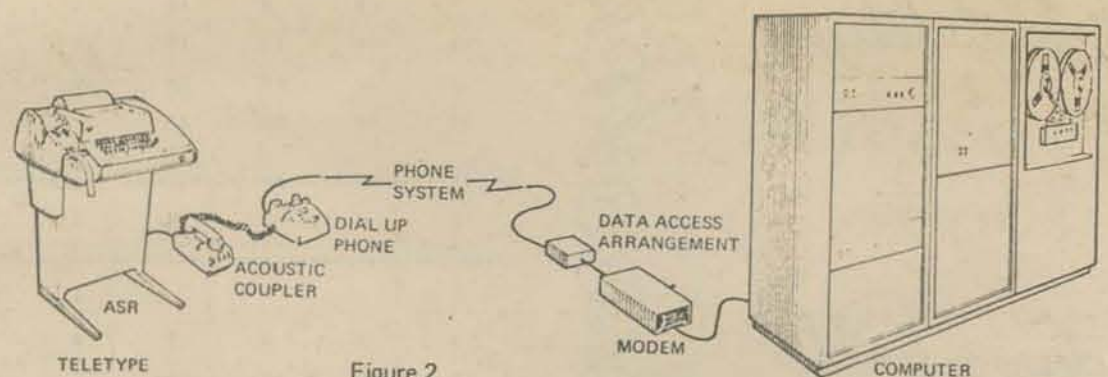 PHONE
SYSTEM
DIAL UP
PHONE
DATA ACCESS
ARRANGEMENT
ACOUSTIC
COUPLER
ASR
MODEM
TELETYPE
Figure 2
COMPUTER